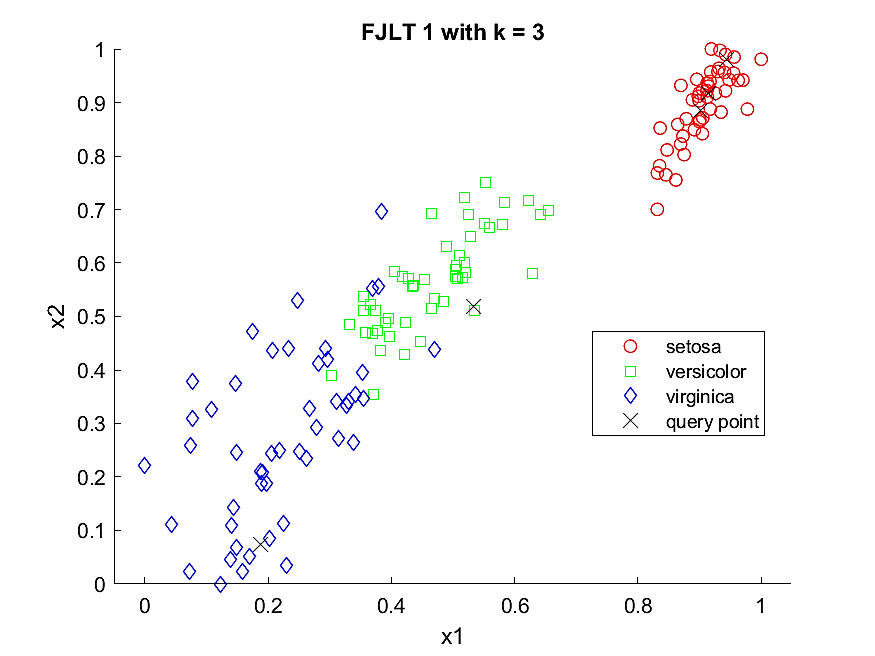 FJLT 1 with k = 3
1
0.9
0.8
0.7
0.6
0.5
0.4
0.3
0.2
0.1
0
x2
0 0.2 0.4 0.6 0.8 1
x1
setosa
versicolor
virginica
query point